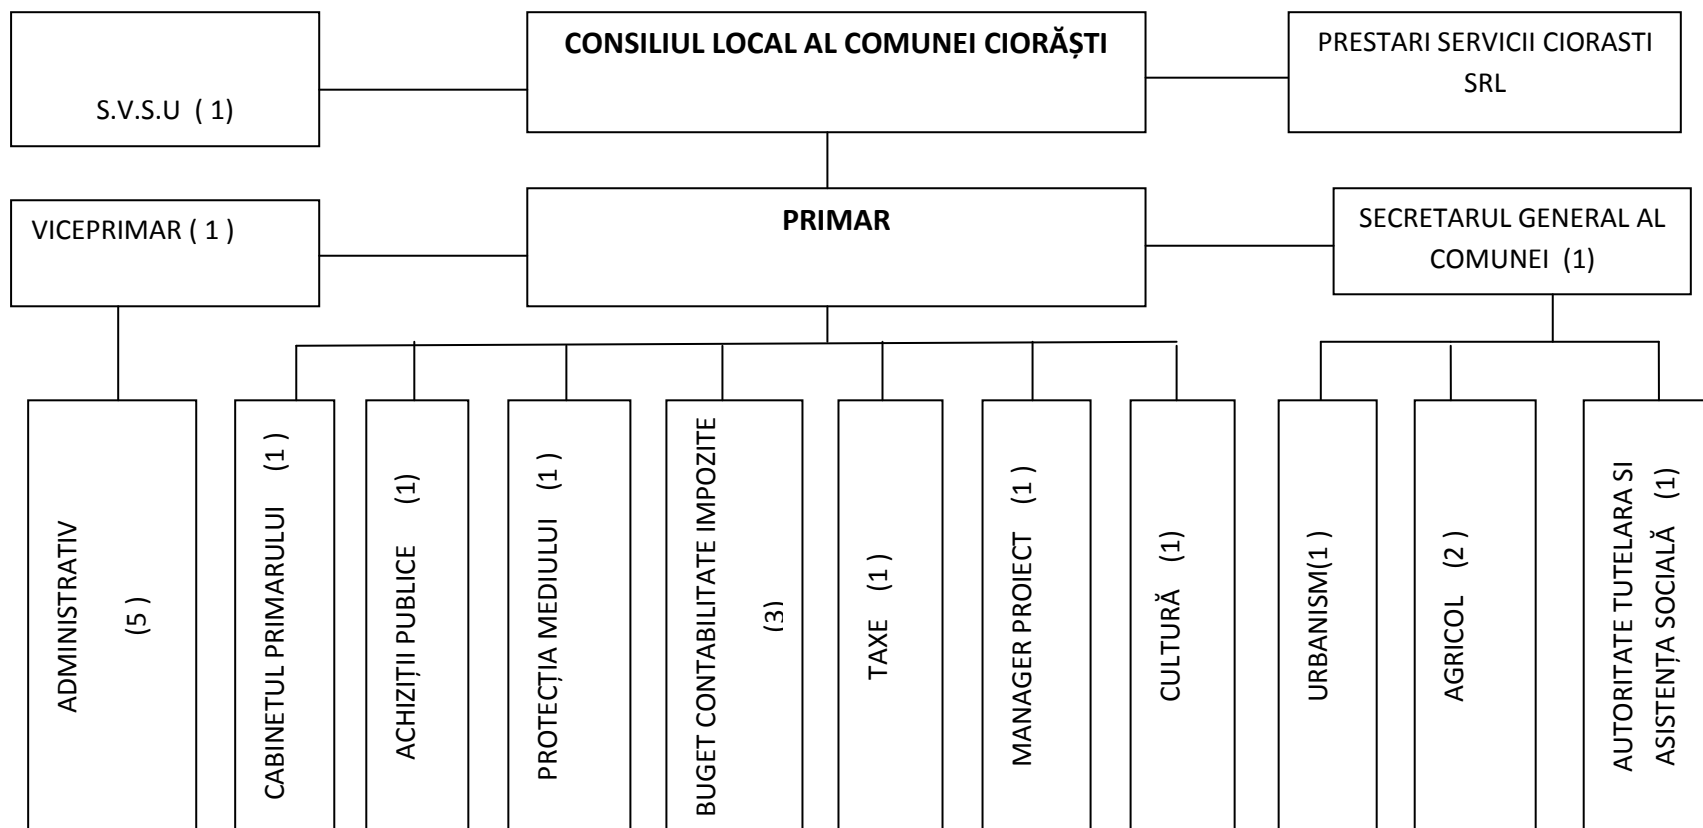 CONSILIUL LOCAL AL COMUNEI CIORĂȘTI
PRESTARI SERVICII CIORASTI
SRL
S.V.S.U ( 1)
VICEPRIMAR ( 1 )
PRIMAR
SECRETARUL GENERAL AL
COMUNEI (1)
ADMINISTRATIV
(5 )
CABINETUL PRIMARULUI (1 )
ACHIZIȚII PUBLICE (1)
PROTECȚIA MEDIULUI (1 )
BUGET CONTABILITATE IMPOZITE
(3)
TAXE (1 )
MANAGER PROIECT (1 )
CULTURĂ (1)
URBANISM(1 )
AGRICOL (2 )
AUTORITATE TUTELARA SI
ASISTENȚA SOCIALĂ (1)